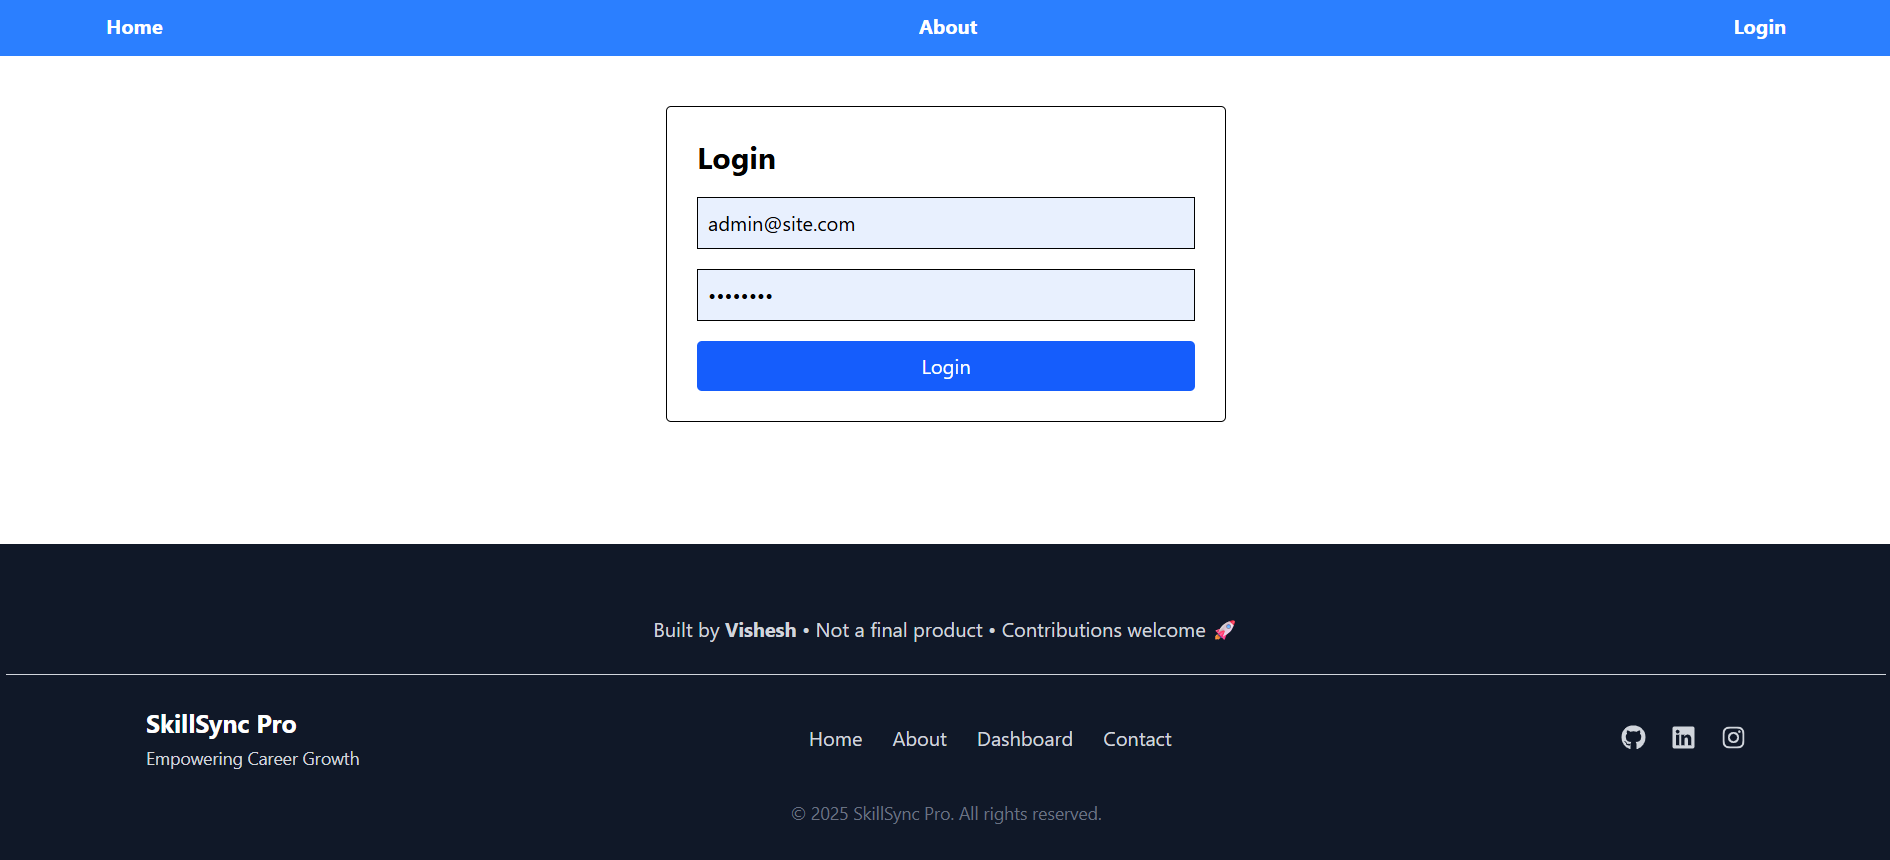 Home About Login
Login
admin@site.com
••••••••
Login
Built by Vishesh • Not a final product • Contributions welcome 🚀
SkillSync Pro
Empowering Career Growth
Home About Dashboard Contact
© 2025 SkillSync Pro. All rights reserved.